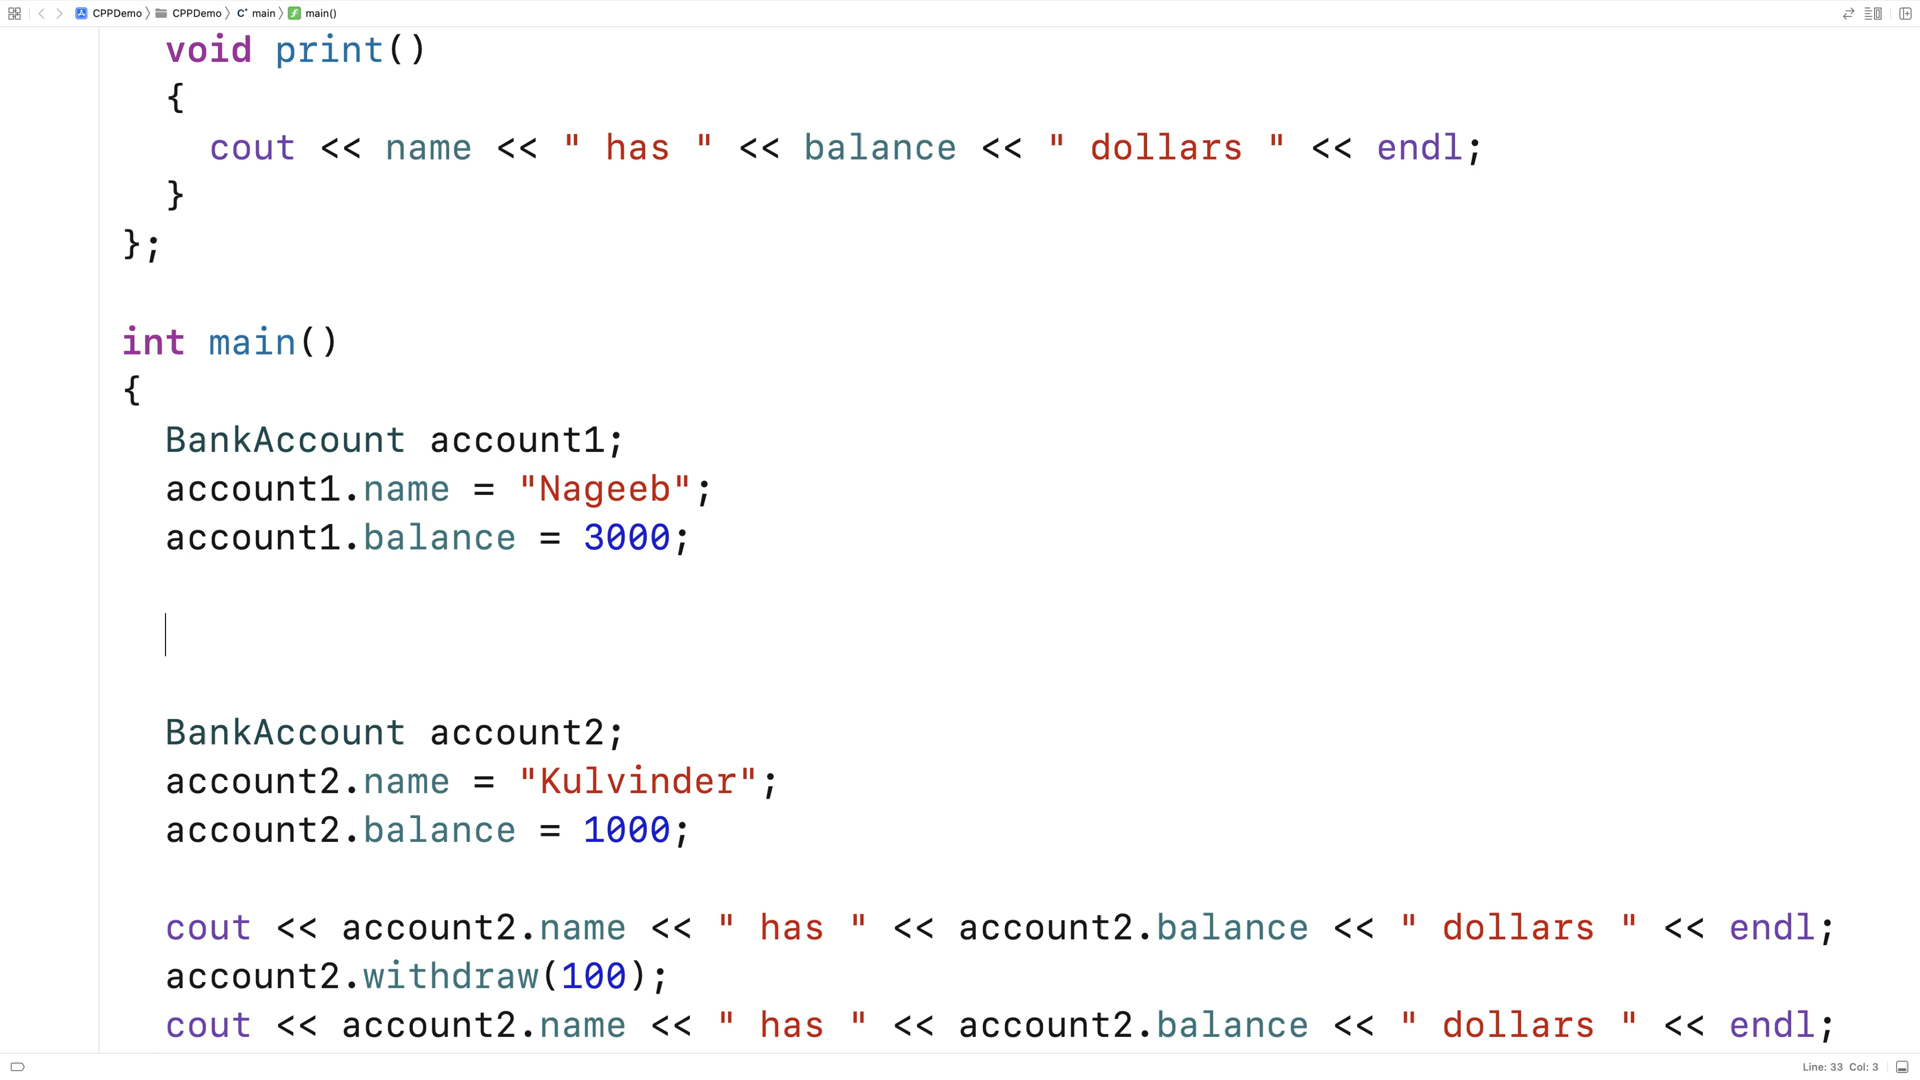 CPPDemo 〉 CPPDemo 〉 C⁺ main 〉 f main()
void print()
{
cout << name << " has " << balance << " dollars " << endl;
}
};
int main()
{
BankAccount account1;
account1.name = "Nageeb";
account1.balance = 3000;
BankAccount account2;
account2.name = "Kulvinder";
account2.balance = 1000;
cout << account2.name << " has " << account2.balance << " dollars " << endl;
account2.withdraw(100);
cout << account2.name << " has " << account2.balance << " dollars " << endl;
Line: 33 Col: 3